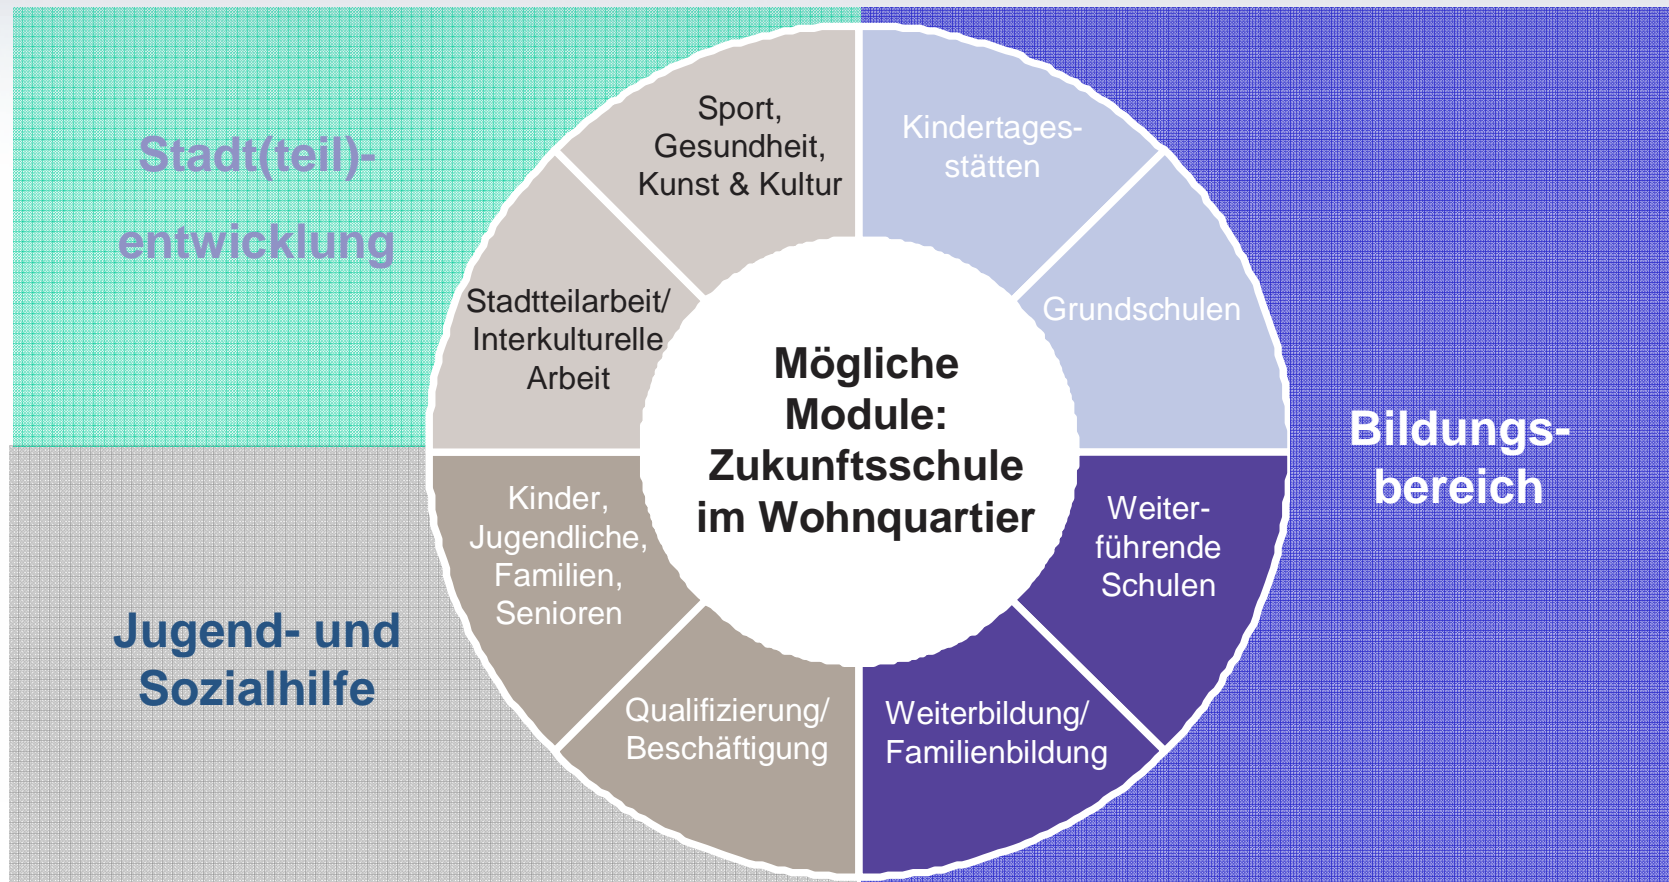 Stadt(teil)-
entwicklung
Sport,
Gesundheit,
Kunst & Kultur
Kindertages-
stätten
Stadtteilarbeit/
Interkulturelle
Arbeit
Grundschulen
Mögliche
Module:
Zukunftsschule
im Wohnquartier
Bildungs-
bereich
Kinder,
Jugendliche,
Familien,
Senioren
Weiter-
führende
Schulen
Jugend- und
Sozialhilfe
Qualifizierung/
Beschäftigung
Weiterbildung/
Familienbildung